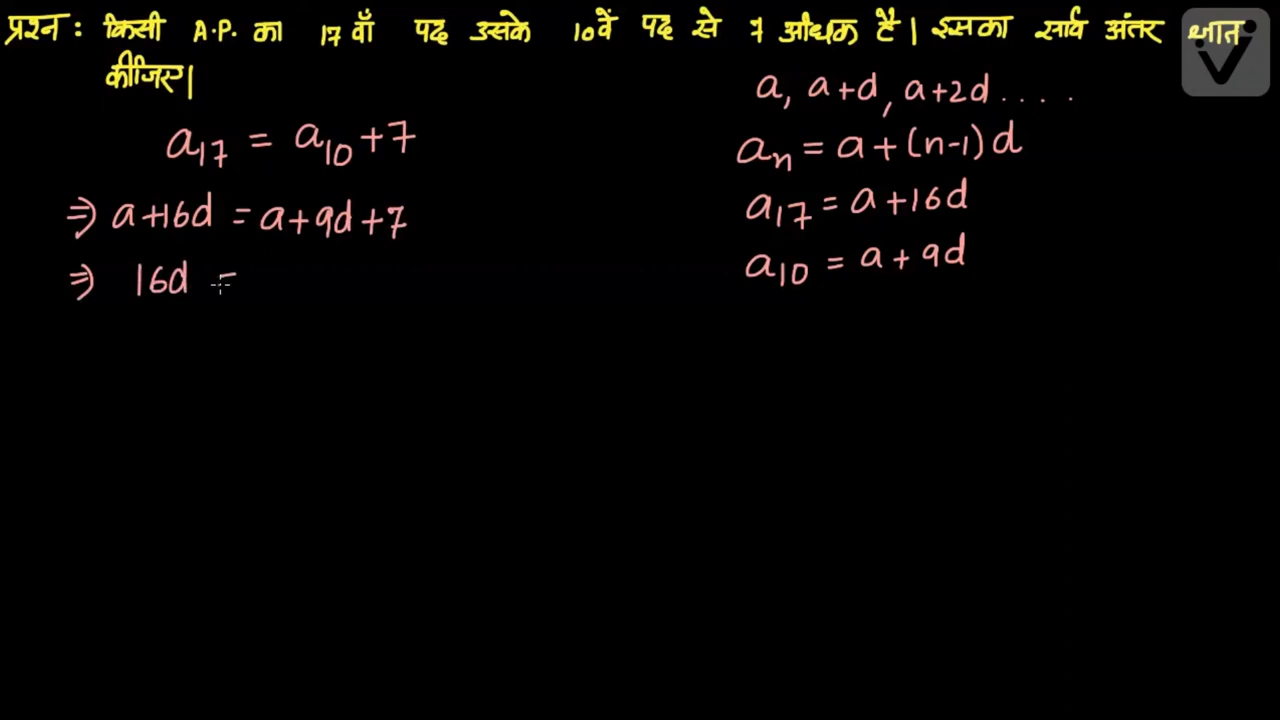 प्रश्न : किसी A.P. का 17 वाँ पद उसके 10वें पद से 7 अधिक है। इसका सार्व अंतर ज्ञात
कीजिए।
a, a+d, a+2d....
a₁₇ = a₁₀+7
aₙ = a+(n-1)d
⇒ a+16d = a+9d+7
a₁₇ = a+16d
⇒ 16d =
a₁₀ = a+9d